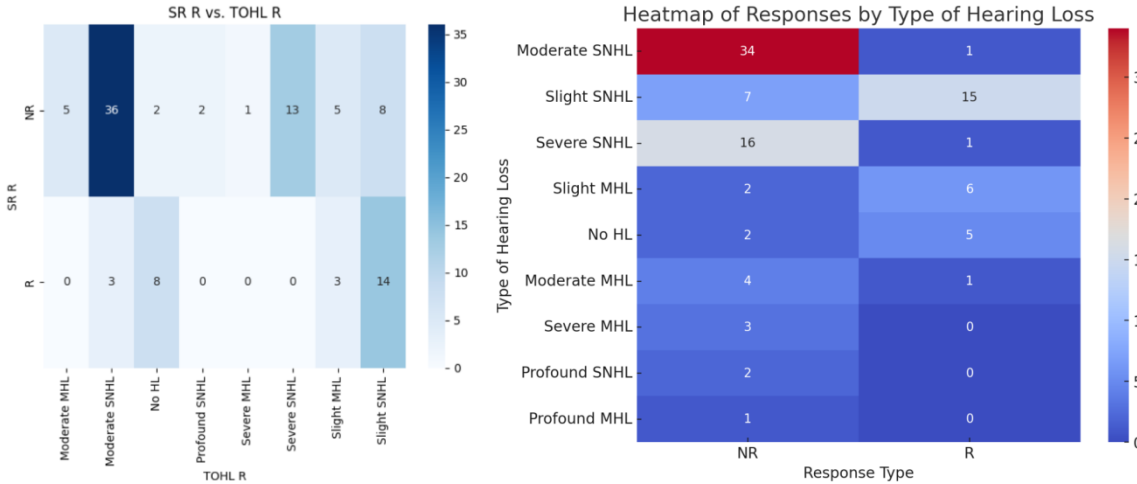 SR R vs. TOHL R
SR R
NR
5 36 2 2 1 13 5 8
R
0 3 8 0 0 0 3 14
Moderate MHL
Moderate SNHL
No HL
Profound SNHL
Severe MHL
Severe SNHL
Slight MHL
Slight SNHL
TOHL R
35
30
25
20
15
10
5
0
Heatmap of Responses by Type of Hearing Loss
Type of Hearing Loss
Moderate SNHL 34 1
Slight SNHL 7 15
Severe SNHL 16 1
Slight MHL 2 6
No HL 2 5
Moderate MHL 4 1
Severe MHL 3 0
Profound SNHL 2 0
Profound MHL 1 0
NR R
Response Type
5
0